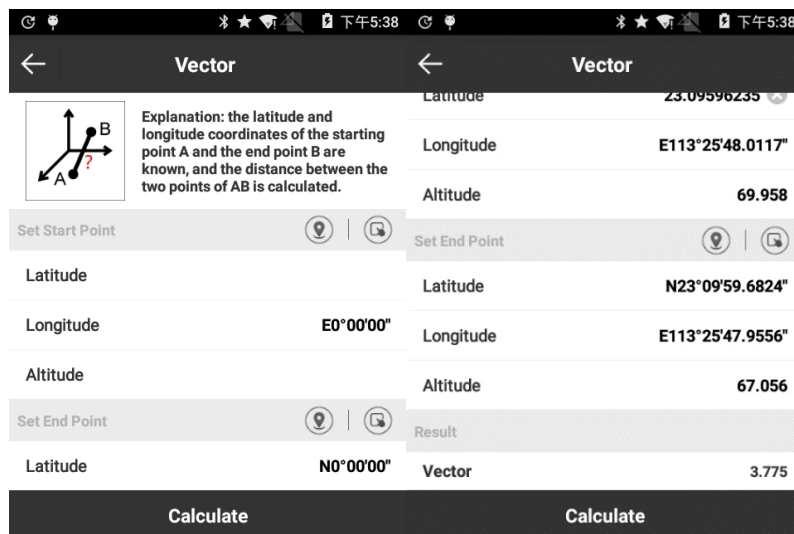 下午5:38
Vector
B
A
?
Explanation: the latitude and
longitude coordinates of the starting
point A and the end point B are
known, and the distance between the
two points of AB is calculated.
Set Start Point
Latitude
Longitude E0°00'00"
Altitude
Set End Point
Latitude N0°00'00"
Calculate
下午5:38
Vector
Latitude 23.09596235
Longitude E113°25'48.0117"
Altitude 69.958
Set End Point
Latitude N23°09'59.6824"
Longitude E113°25'47.9556"
Altitude 67.056
Result
Vector 3.775
Calculate